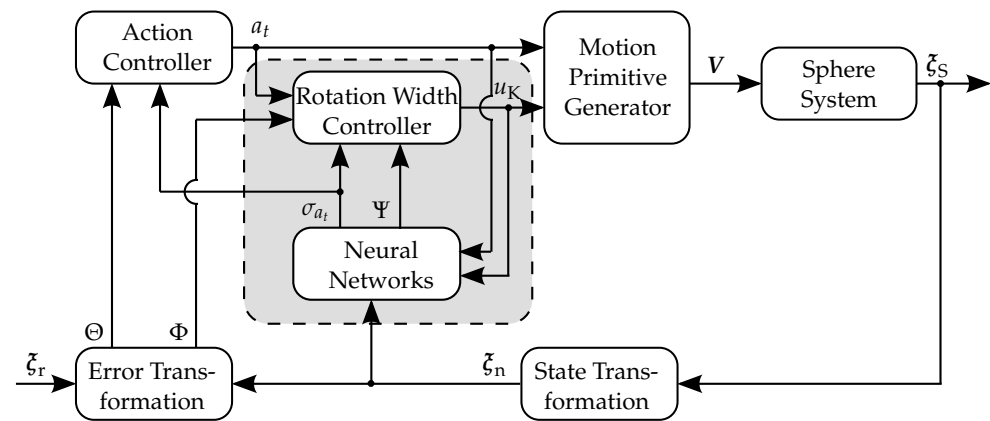 Action
Controller
a_t
Motion
Primitive
Generator
V
Sphere
System
ξ_S
Rotation Width
Controller
u_K
σ_{a_t}
Ψ
Neural
Networks
Θ
Φ
ξ_r
Error Trans-
formation
ξ_n
State Trans-
formation